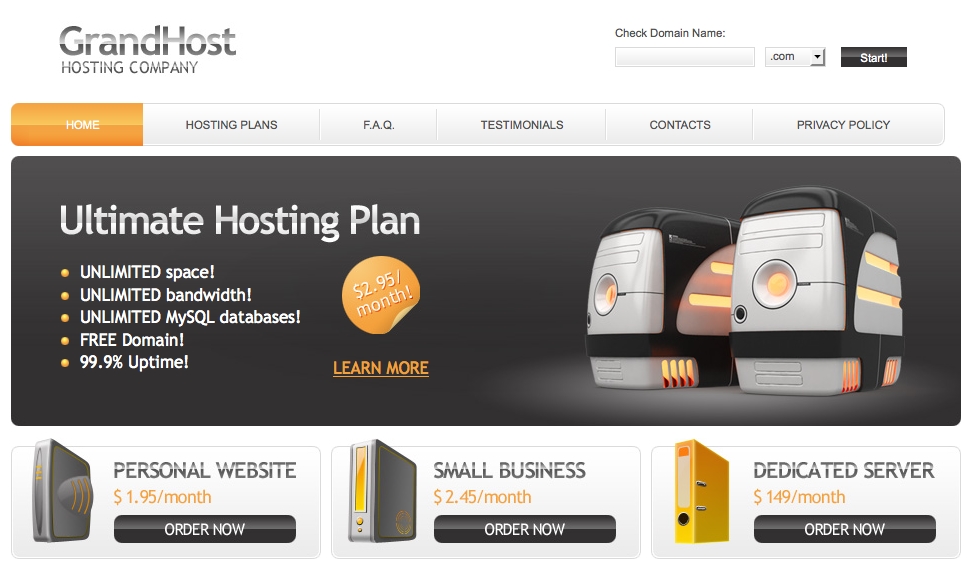 GrandHost
HOSTING COMPANY
Check Domain Name:
.com
Start!
HOME
HOSTING PLANS
F.A.Q.
TESTIMONIALS
CONTACTS
PRIVACY POLICY
Ultimate Hosting Plan
UNLIMITED space!
UNLIMITED bandwidth!
UNLIMITED MySQL databases!
FREE Domain!
99.9% Uptime!
$2.95/
month!
LEARN MORE
PERSONAL WEBSITE
$ 1.95/month
ORDER NOW
SMALL BUSINESS
$ 2.45/month
ORDER NOW
DEDICATED SERVER
$ 149/month
ORDER NOW